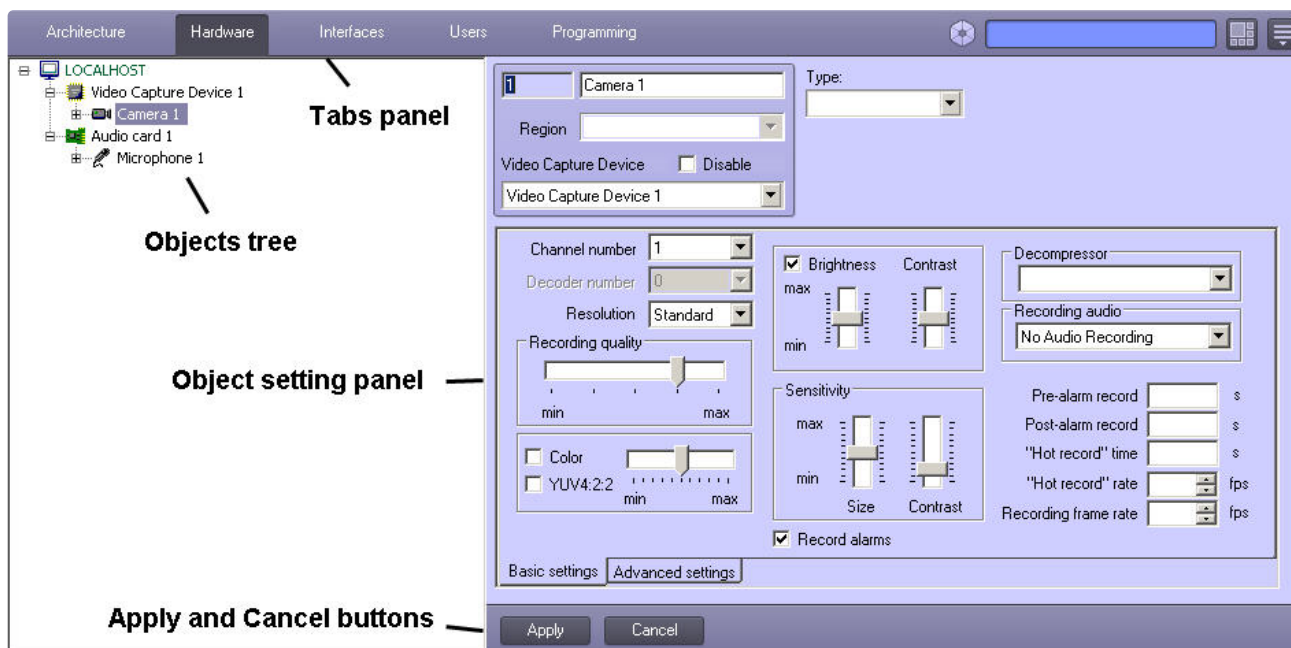 Architecture Hardware Interfaces Users Programming
LOCALHOST
Video Capture Device 1
Camera 1
Audio card 1
Microphone 1
Tabs panel
Objects tree
Object setting panel
Apply and Cancel buttons
1 Camera 1
Type:
Region
Video Capture Device Disable
Video Capture Device 1
Channel number 1
Decoder number 0
Resolution Standard
Recording quality
min max
Color
YUV4:2:2
min max
Brightness Contrast
max
min
Sensitivity
max
min
Size Contrast
Record alarms
Decompressor
Recording audio
No Audio Recording
Pre-alarm record s
Post-alarm record s
"Hot record" time s
"Hot record" rate fps
Recording frame rate fps
Basic settings Advanced settings
Apply Cancel